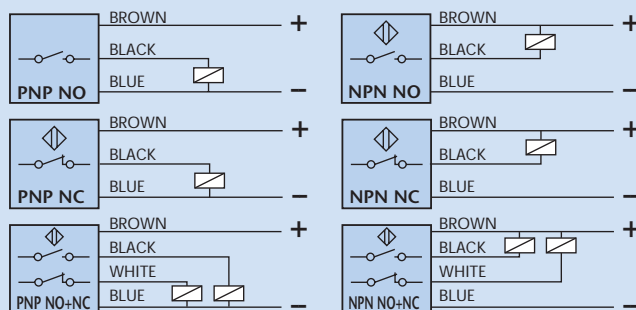 BROWN +
BLACK
BLUE −
PNP NO
BROWN +
BLACK
BLUE −
NPN NO
BROWN +
BLACK
BLUE −
PNP NC
BROWN +
BLACK
BLUE −
NPN NC
BROWN +
BLACK
WHITE
BLUE −
PNP NO+NC
BROWN +
BLACK
WHITE
BLUE −
NPN NO+NC